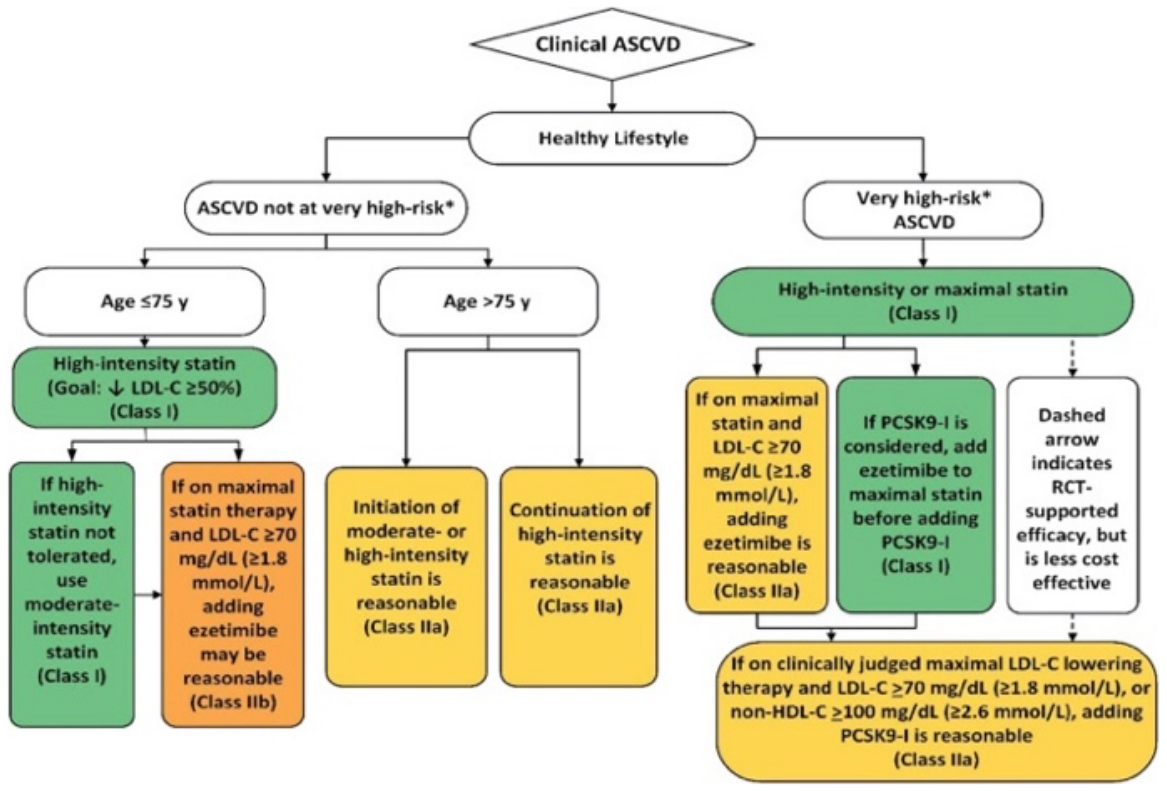 Clinical ASCVD
Healthy Lifestyle
ASCVD not at very high-risk*
Very high-risk*
ASCVD
Age ≤75 y
Age >75 y
High-intensity or maximal statin
(Class I)
High-intensity statin
(Goal: ↓ LDL-C ≥50%)
(Class I)
If high-
intensity
statin not
tolerated,
use
moderate-
intensity
statin
(Class I)
If on maximal
statin therapy
and LDL-C ≥70
mg/dL (≥1.8
mmol/L),
adding
ezetimibe
may be
reasonable
(Class IIb)
Initiation of
moderate- or
high-intensity
statin is
reasonable
(Class IIa)
Continuation of
high-intensity
statin is
reasonable
(Class IIa)
If on maximal
statin and
LDL-C ≥70
mg/dL (≥1.8
mmol/L),
adding
ezetimibe is
reasonable
(Class IIa)
If PCSK9-I is
considered, add
ezetimibe to
maximal statin
before adding
PCSK9-I
(Class I)
Dashed
arrow
indicates
RCT-
supported
efficacy, but
is less cost
effective
If on clinically judged maximal LDL-C lowering
therapy and LDL-C ≥70 mg/dL (≥1.8 mmol/L), or
non-HDL-C ≥100 mg/dL (≥2.6 mmol/L), adding
PCSK9-I is reasonable
(Class IIa)